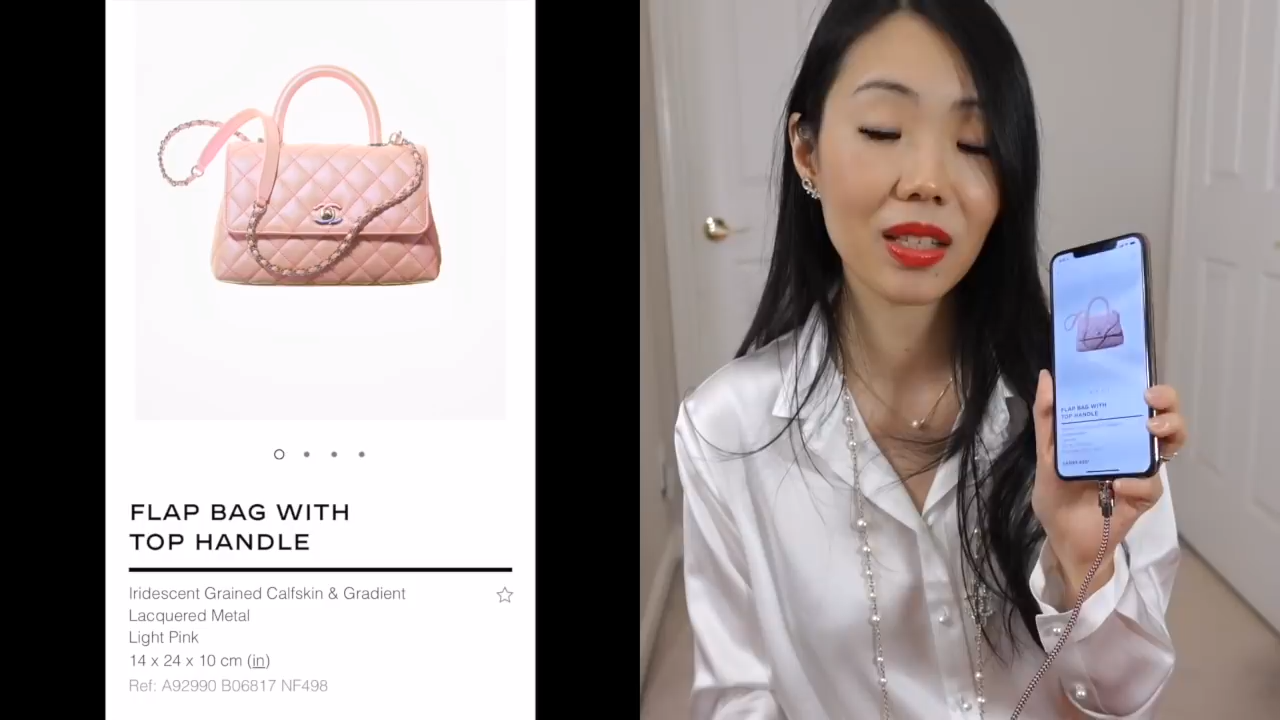 FLAP BAG WITH
TOP HANDLE
Iridescent Grained Calfskin & Gradient
Lacquered Metal
Light Pink
14 x 24 x 10 cm (in)
Ref: A92990 B06817 NF498
FLAP BAG WITH
TOP HANDLE